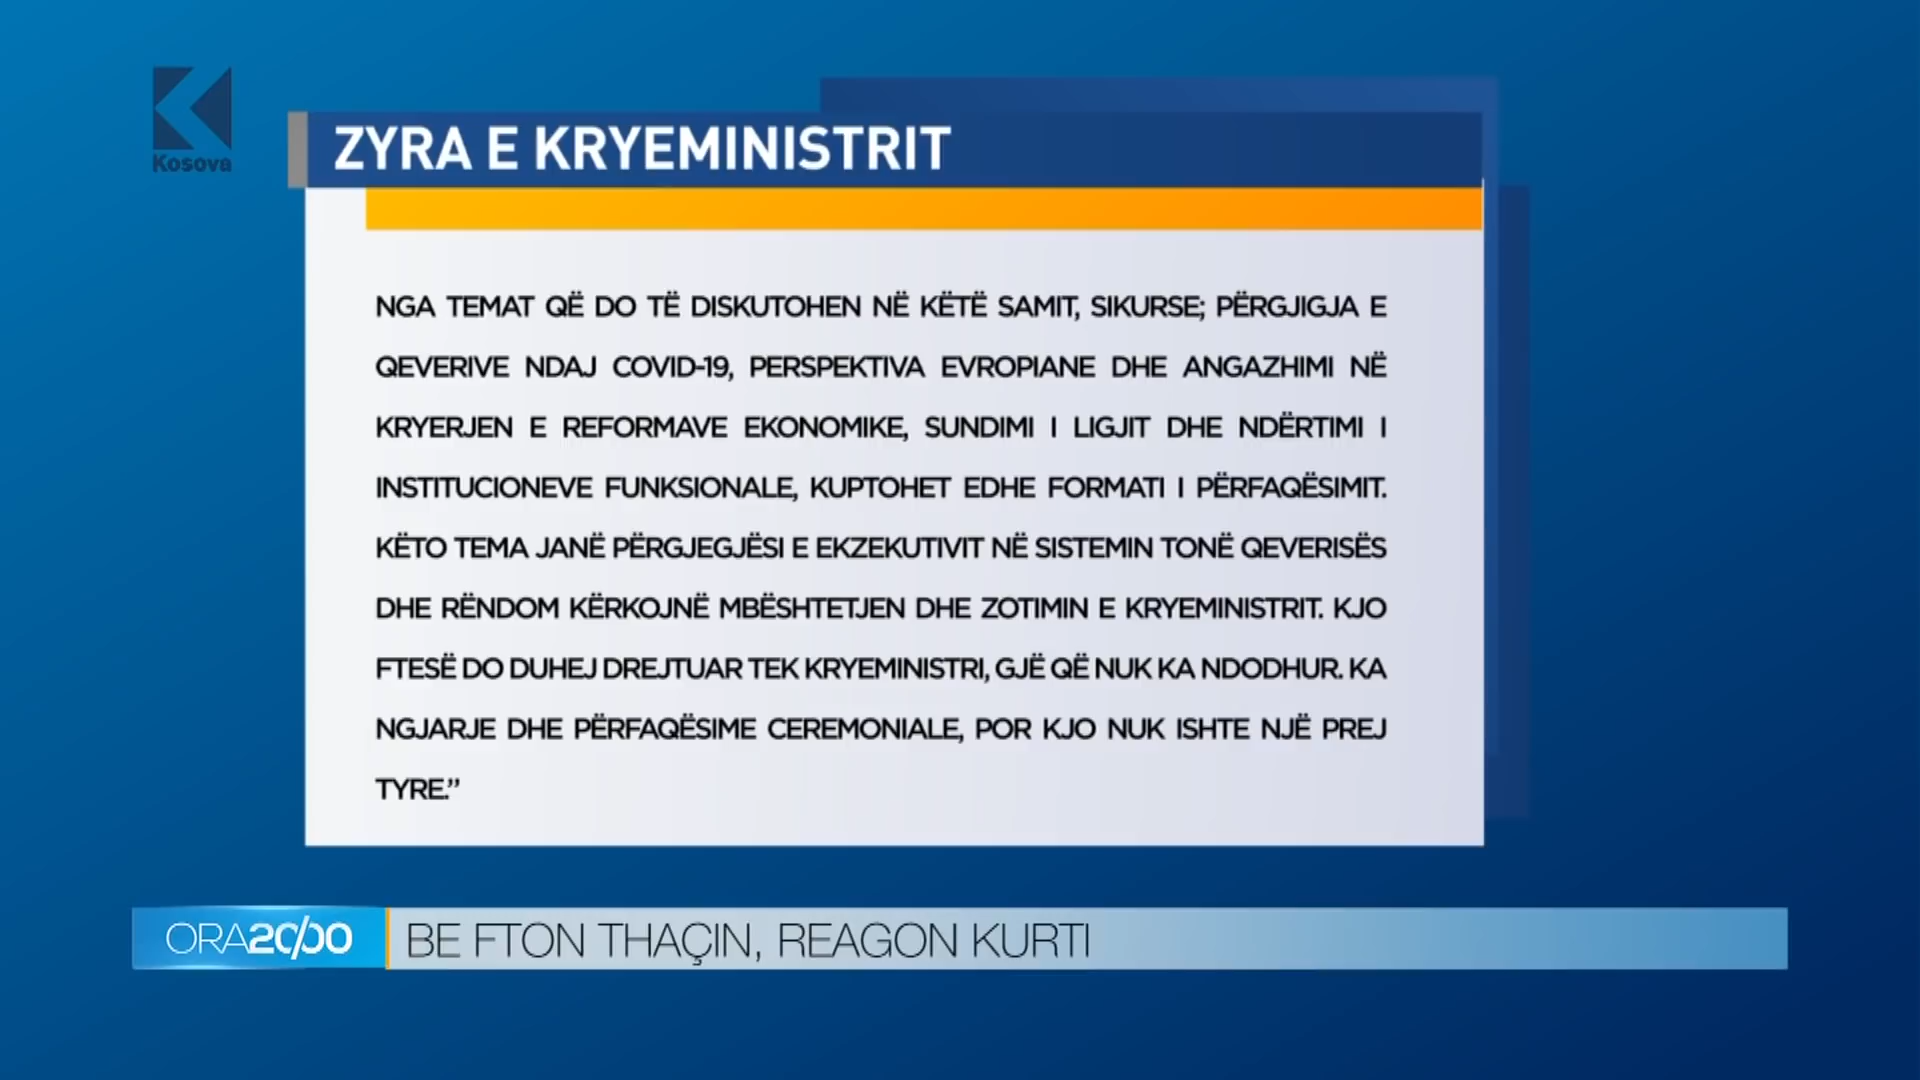 Kosova
ZYRA E KRYEMINISTRIT
NGA TEMAT QË DO TË DISKUTOHEN NË KËTË SAMIT, SIKURSE; PËRGJIGJA E
QEVERIVE NDAJ COVID-19, PERSPEKTIVA EVROPIANE DHE ANGAZHIMI NË
KRYERJEN E REFORMAVE EKONOMIKE, SUNDIMI I LIGJIT DHE NDËRTIMI I
INSTITUCIONEVE FUNKSIONALE, KUPTOHET EDHE FORMATI I PËRFAQËSIMIT.
KËTO TEMA JANË PËRGJEGJËSI E EKZEKUTIVIT NË SISTEMIN TONË QEVERISËS
DHE RËNDOM KËRKOJNË MBËSHTETJEN DHE ZOTIMIN E KRYEMINISTRIT. KJO
FTESË DO DUHEJ DREJTUAR TEK KRYEMINISTRI, GJË QË NUK KA NDODHUR. KA
NGJARJE DHE PËRFAQËSIME CEREMONIALE, POR KJO NUK ISHTE NJË PREJ
TYRE.”
ORA20/00 BE FTON THAÇIN, REAGON KURTI